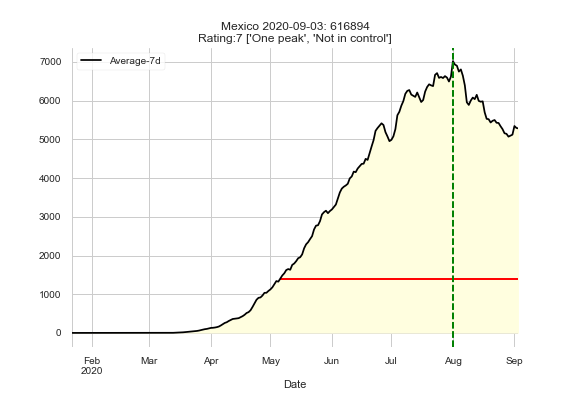 Mexico 2020-09-03: 616894
Rating:7 ['One peak', 'Not in control']
Average-7d
7000
6000
5000
4000
3000
2000
1000
0
Feb Mar Apr May Jun Jul Aug Sep
2020
Date